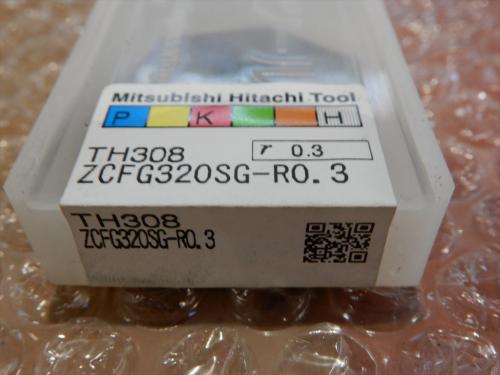 Mitsubishi Hitachi Tool
P K H
TH308 r 0.3
ZCFG320SG-R0.3
TH308
ZCFG320SG-R0.3